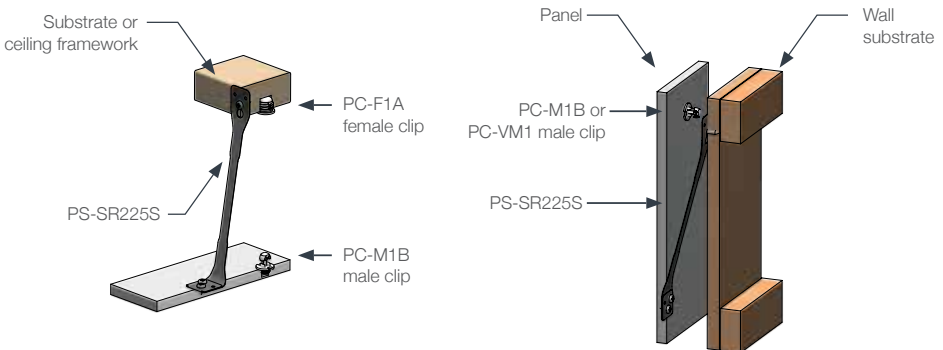 Substrate or
ceiling framework
PC-F1A
female clip
PS-SR225S
PC-M1B
male clip
Panel
Wall
substrate
PC-M1B or
PC-VM1 male clip
PS-SR225S